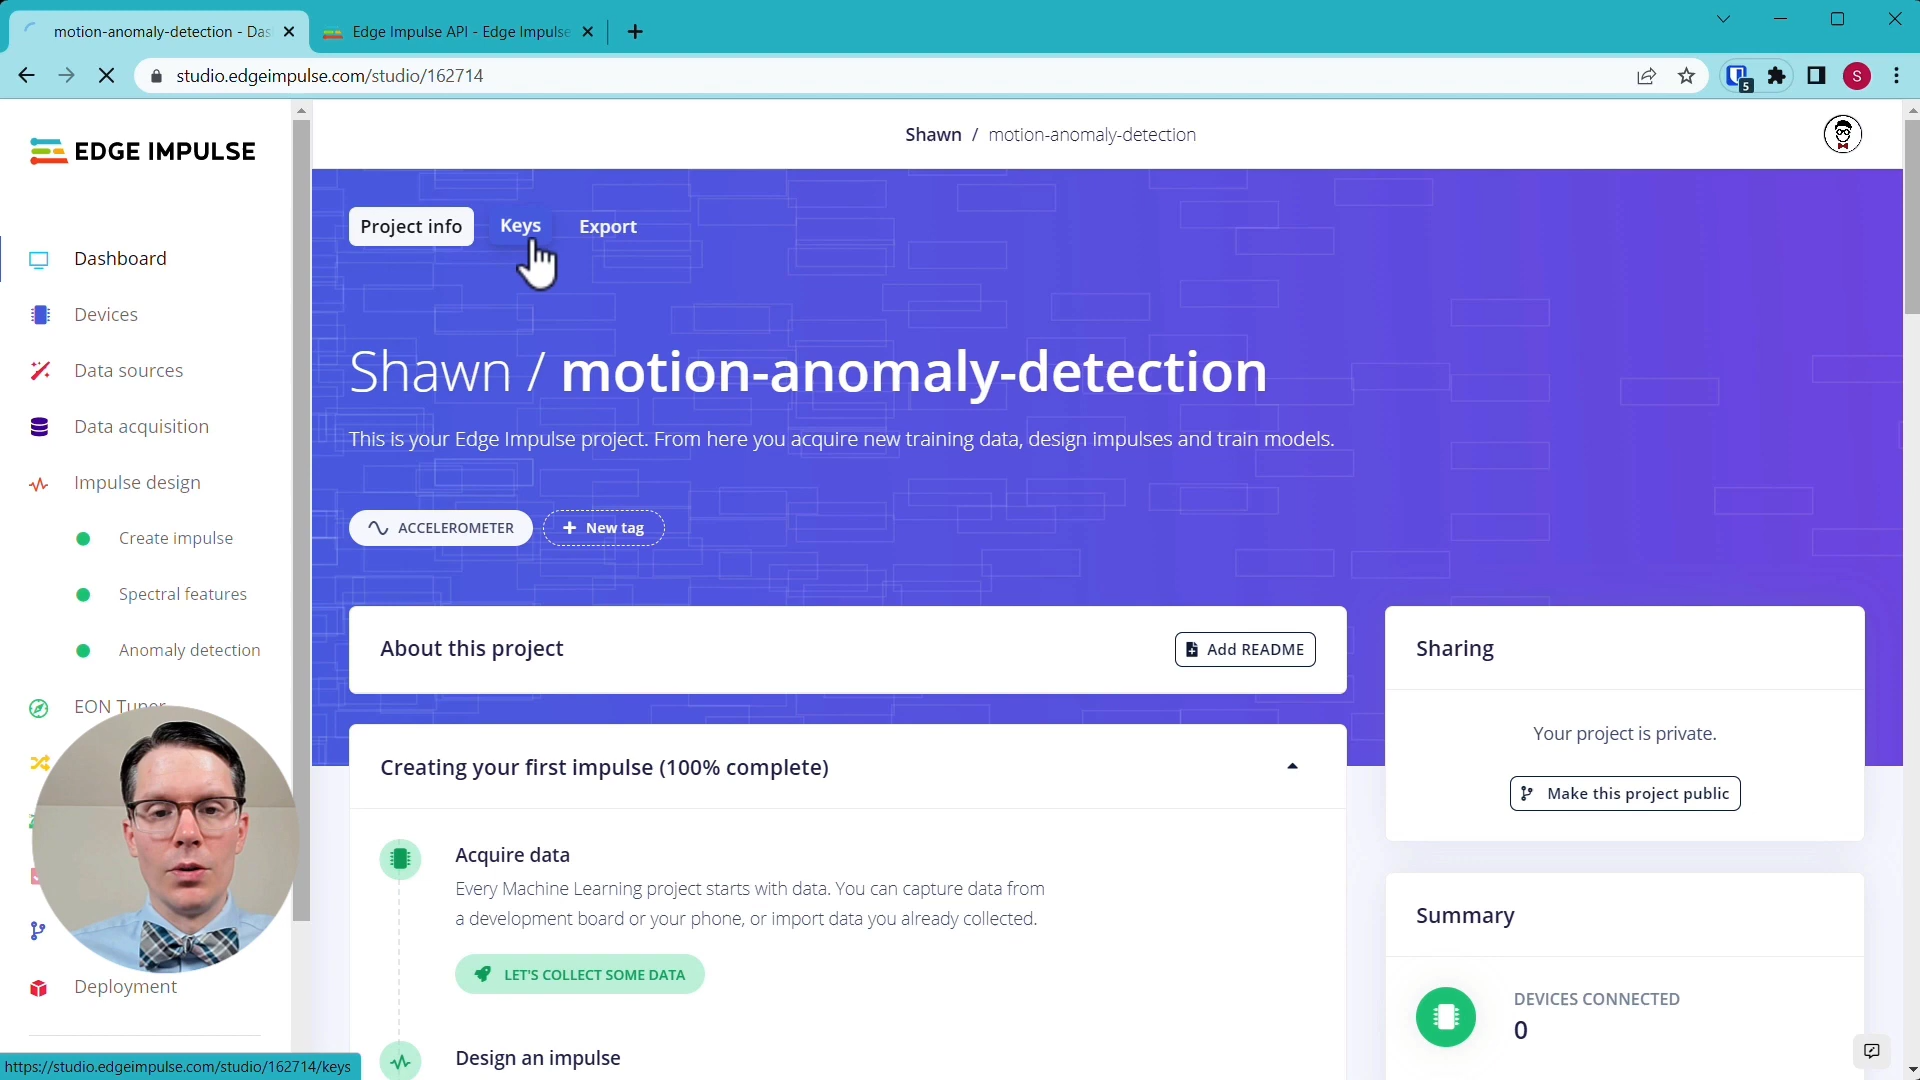 motion-anomaly-detection - Das
Edge Impulse API - Edge Impulse
studio.edgeimpulse.com/studio/162714
5
S
EDGE IMPULSE
Shawn / motion-anomaly-detection
Project info
Keys
Export
Dashboard
Devices
Data sources
Data acquisition
Impulse design
Create impulse
Spectral features
Anomaly detection
EON Tuner
Deployment
Shawn / motion-anomaly-detection
This is your Edge Impulse project. From here you acquire new training data, design impulses and train models.
ACCELEROMETER
+ New tag
About this project
Add README
Creating your first impulse (100% complete)
Acquire data
Every Machine Learning project starts with data. You can capture data from
a development board or your phone, or import data you already collected.
LET'S COLLECT SOME DATA
Design an impulse
Sharing
Your project is private.
Make this project public
Summary
DEVICES CONNECTED
0
https://studio.edgeimpulse.com/studio/162714/keys